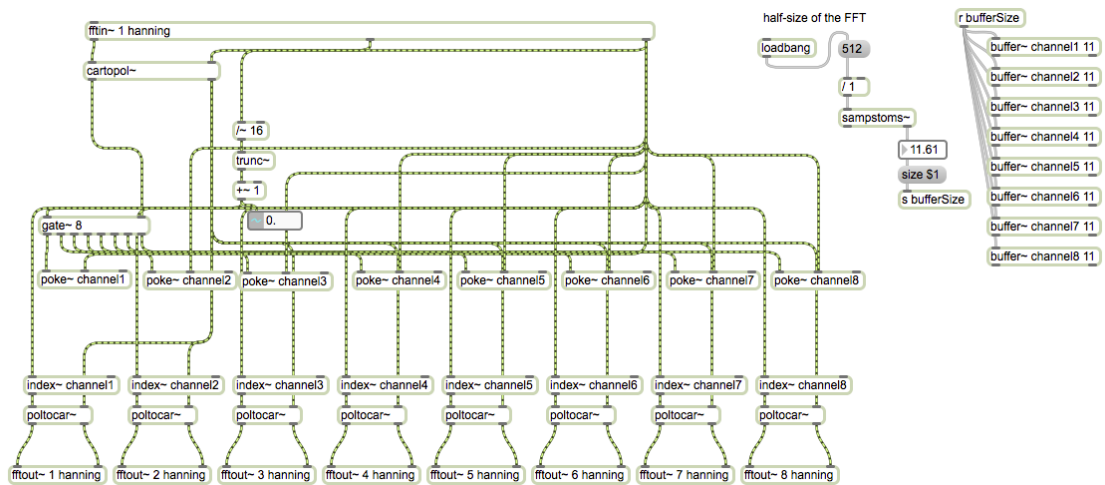 fftin~ 1 hanning
cartopol~
/~ 16
trunc~
+~ 1
0.
gate~ 8
poke~ channel1
poke~ channel2
poke~ channel3
poke~ channel4
poke~ channel5
poke~ channel6
poke~ channel7
poke~ channel8
index~ channel1
index~ channel2
index~ channel3
index~ channel4
index~ channel5
index~ channel6
index~ channel7
index~ channel8
poltocar~
poltocar~
poltocar~
poltocar~
poltocar~
poltocar~
poltocar~
poltocar~
fftout~ 1 hanning
fftout~ 2 hanning
fftout~ 3 hanning
fftout~ 4 hanning
fftout~ 5 hanning
fftout~ 6 hanning
fftout~ 7 hanning
fftout~ 8 hanning
half-size of the FFT
loadbang
512
/ 1
sampstoms~
11.61
size $1
s bufferSize
r bufferSize
buffer~ channel1 11
buffer~ channel2 11
buffer~ channel3 11
buffer~ channel4 11
buffer~ channel5 11
buffer~ channel6 11
buffer~ channel7 11
buffer~ channel8 11